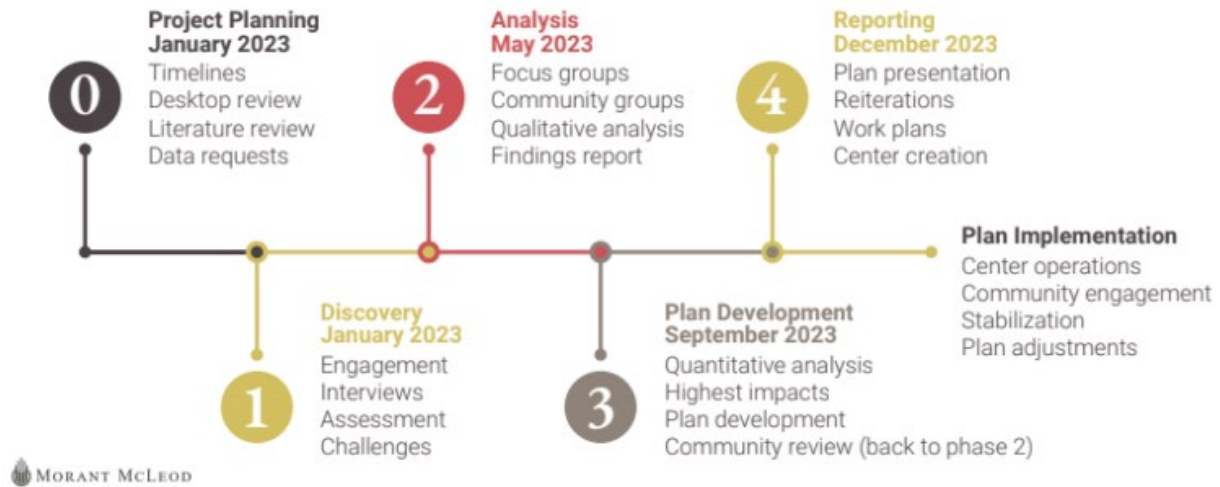 0
Project Planning
January 2023
Timelines
Desktop review
Literature review
Data requests
1
Discovery
January 2023
Engagement
Interviews
Assessment
Challenges
2
Analysis
May 2023
Focus groups
Community groups
Qualitative analysis
Findings report
3
Plan Development
September 2023
Quantitative analysis
Highest impacts
Plan development
Community review (back to phase 2)
4
Reporting
December 2023
Plan presentation
Reiterations
Work plans
Center creation
Plan Implementation
Center operations
Community engagement
Stabilization
Plan adjustments
MORANT MCLEOD